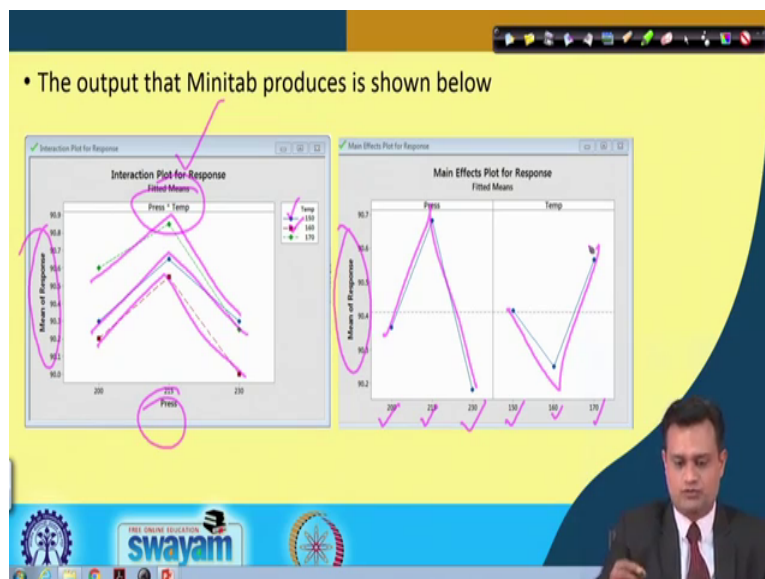 • The output that Minitab produces is shown below
Interaction Plot for Response
Interaction Plot for Response
Fitted Means
Press * Temp
Temp
150
160
170
90.9
90.8
90.7
90.6
90.5
90.4
90.3
90.2
90.1
90.0
Mean of Response
200
215
230
Press
Main Effects Plot for Response
Main Effects Plot for Response
Fitted Means
Press
Temp
90.7
90.6
90.4
90.3
90.2
Mean of Response
200
215
230
150
160
170
FREE ONLINE EDUCATION
swayam